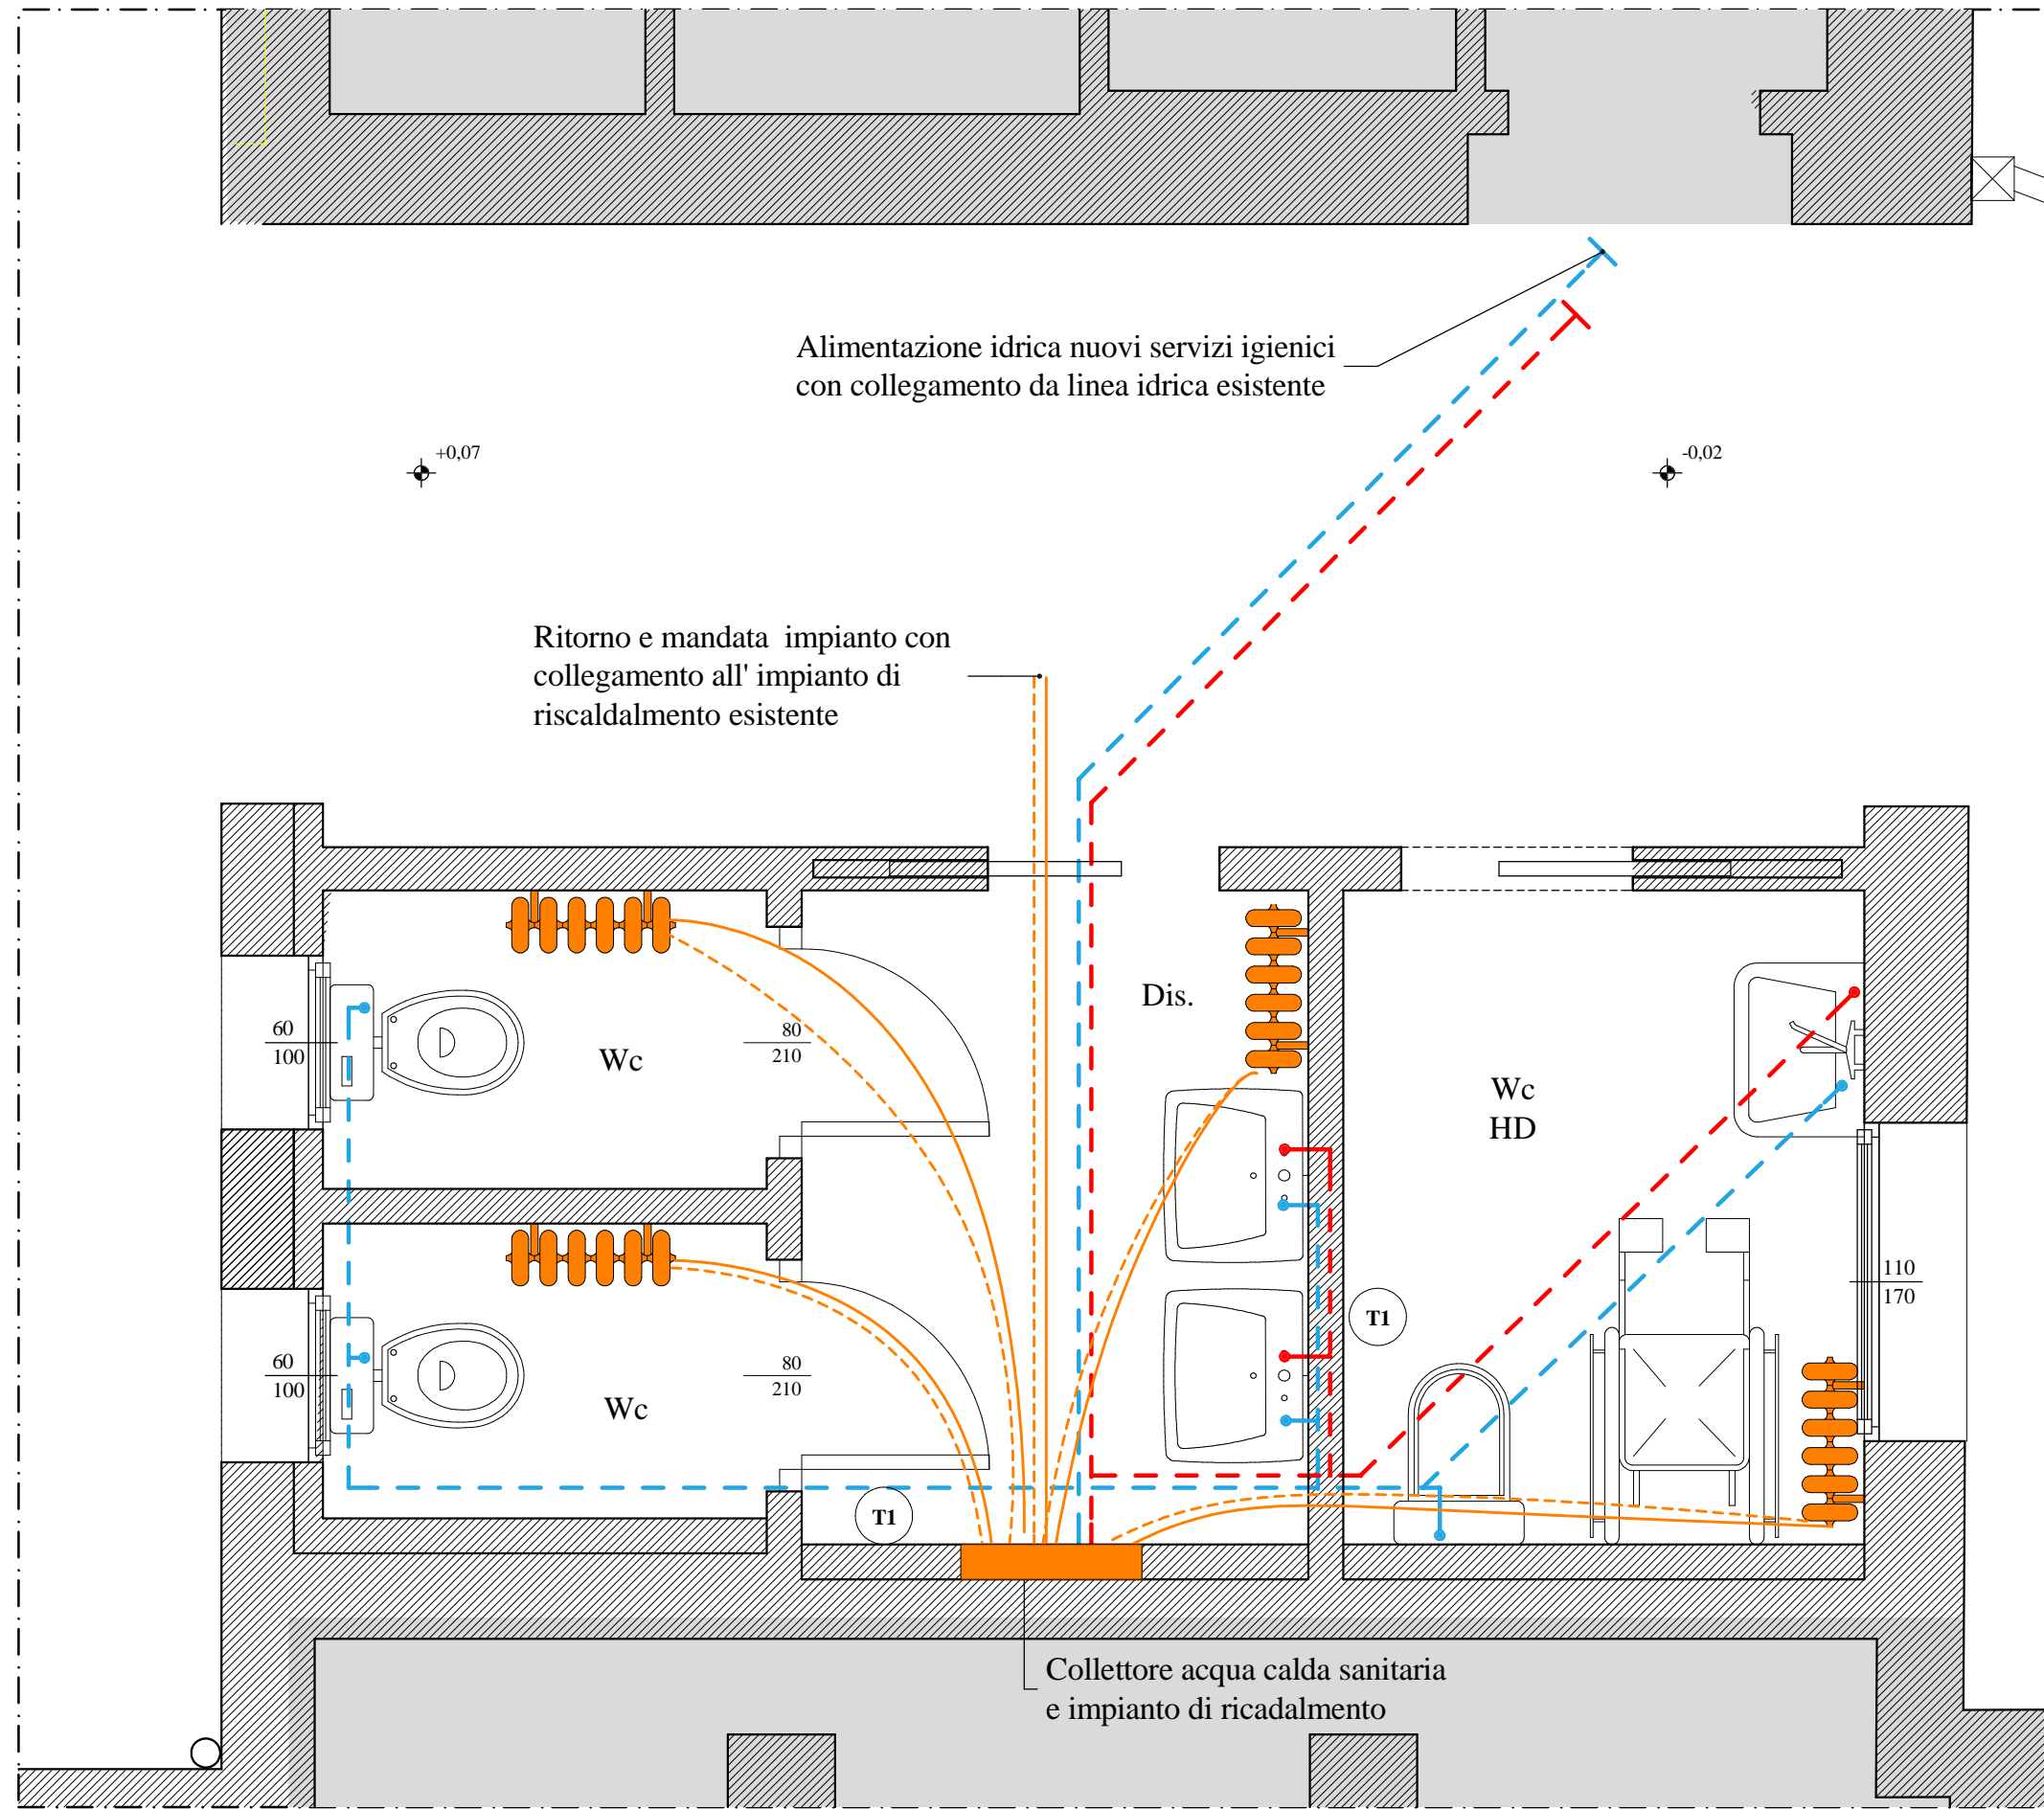 Alimentazione idrica nuovi servizi igienici
con collegamento da linea idrica esistente
+0,07
-0,02
Ritorno e mandata  impianto con
collegamento all' impianto di
riscaldalmento esistente
Dis.
60
100
Wc
80
210
Wc
HD
110
170
T1
60
100
Wc
80
210
T1
Collettore acqua calda sanitaria
e impianto di ricadalmento